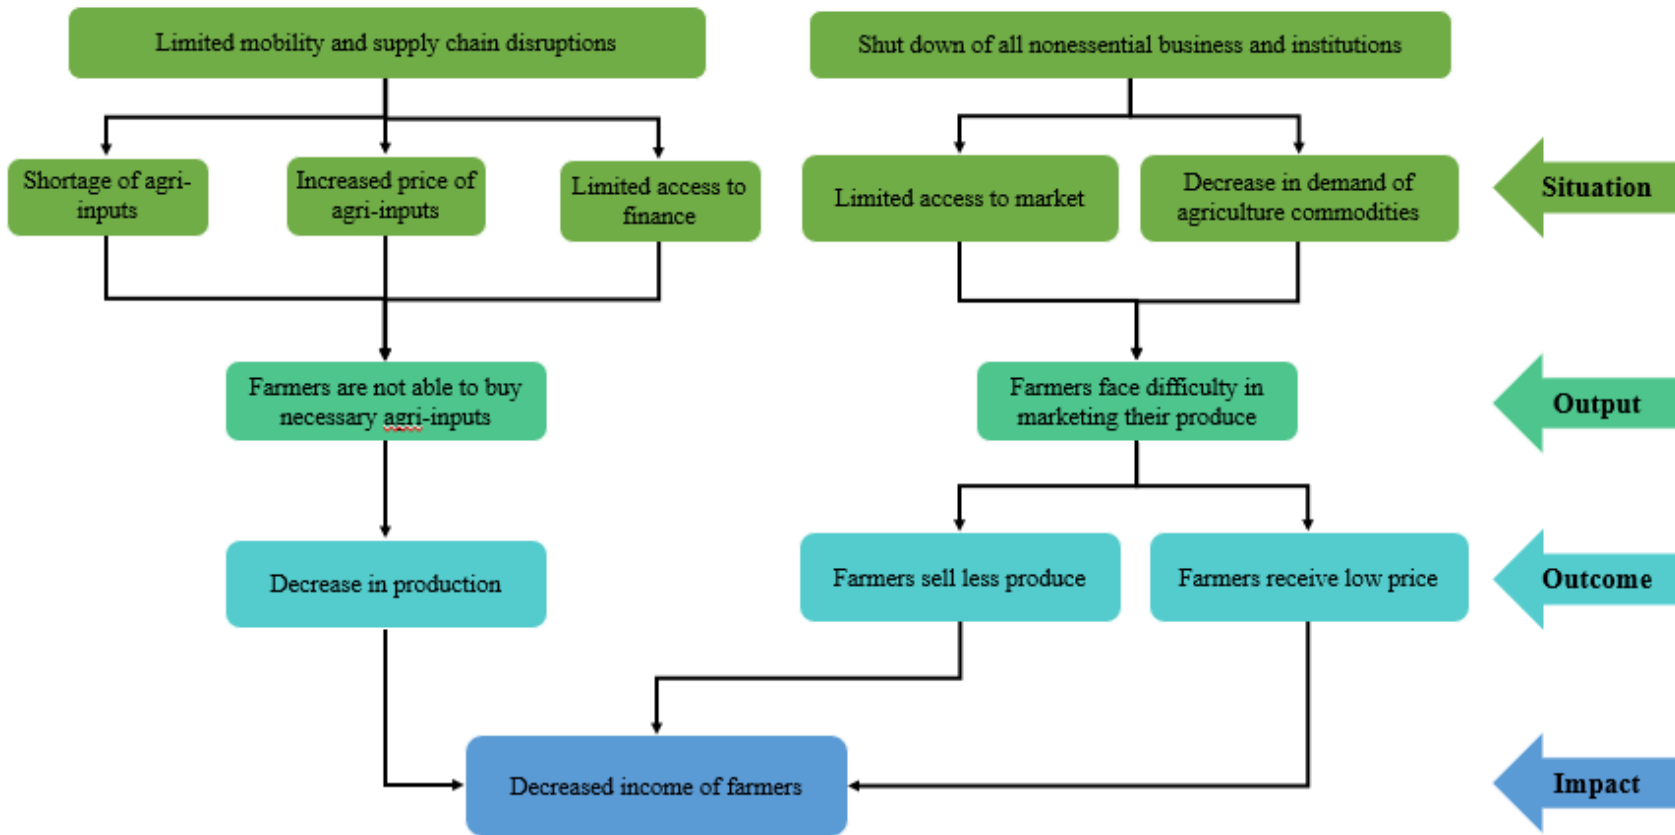 Limited mobility and supply chain disruptions
Shut down of all nonessential business and institutions
Shortage of agri-
inputs
Increased price of
agri-inputs
Limited access to
finance
Limited access to market
Decrease in demand of
agriculture commodities
Situation
Farmers are not able to buy
necessary agri-inputs
Farmers face difficulty in
marketing their produce
Output
Decrease in production
Farmers sell less produce
Farmers receive low price
Outcome
Decreased income of farmers
Impact